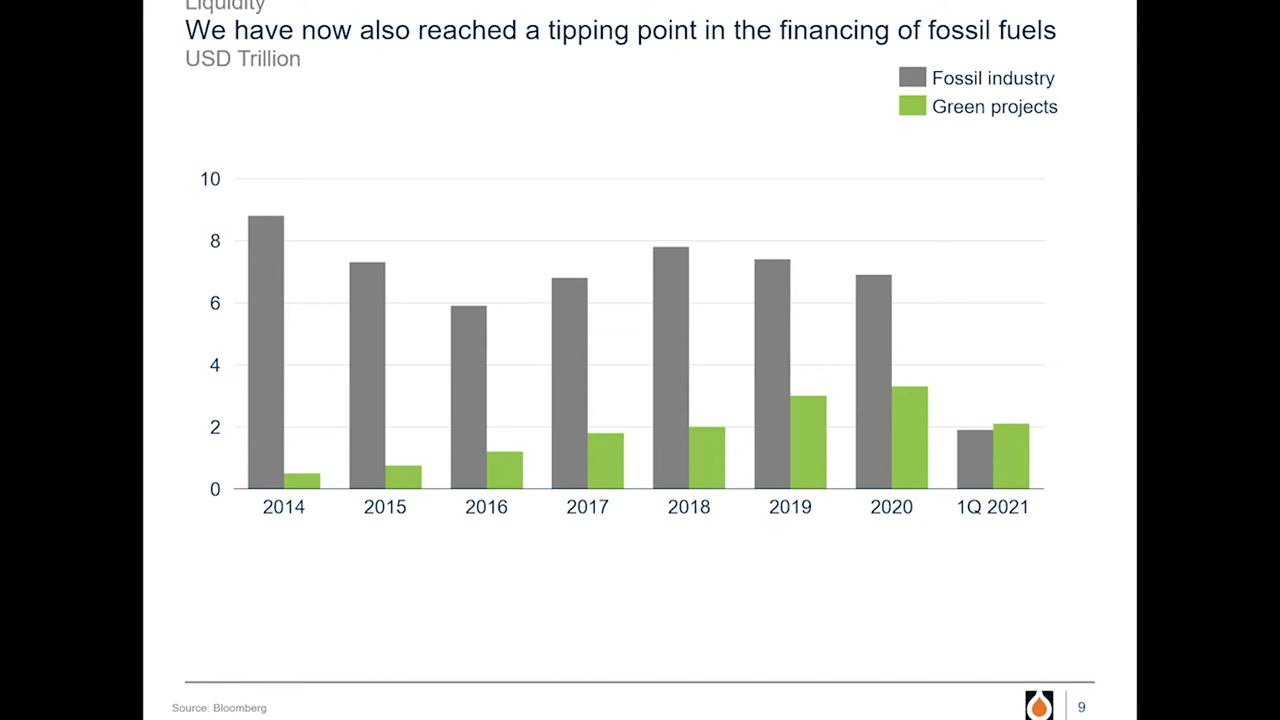 Liquidity
We have now also reached a tipping point in the financing of fossil fuels
USD Trillion
Fossil industry
Green projects
10
8
6
4
2
0
2014 2015 2016 2017 2018 2019 2020 1Q 2021
Source: Bloomberg
9